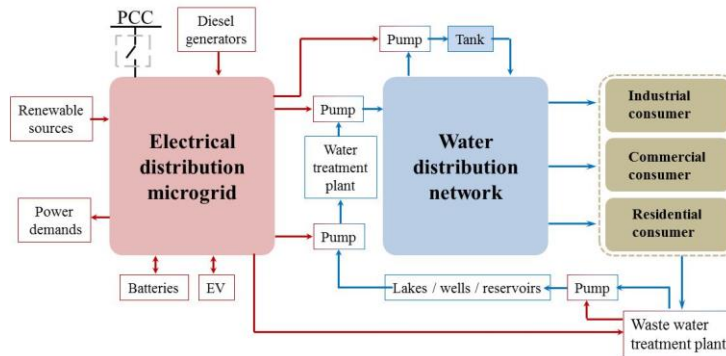 PCC
Diesel
generators
Pump
Tank
Renewable
sources
Electrical
distribution
microgrid
Pump
Water
treatment
plant
Water
distribution
network
Industrial
consumer
Commercial
consumer
Residential
consumer
Power
demands
Pump
Batteries
EV
Lakes / wells / reservoirs
Pump
Waste water
treatment plant